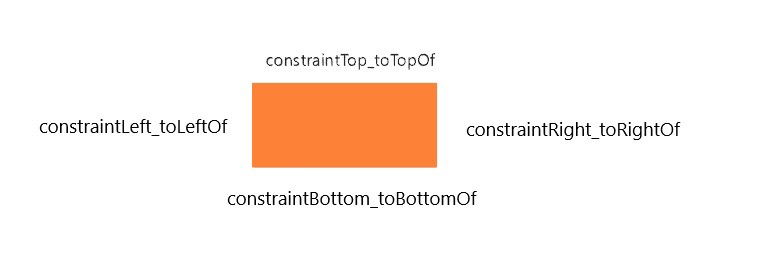 constraintTop_toTopOf
constraintLeft_toLeftOf
constraintRight_toRightOf
constraintBottom_toBottomOf